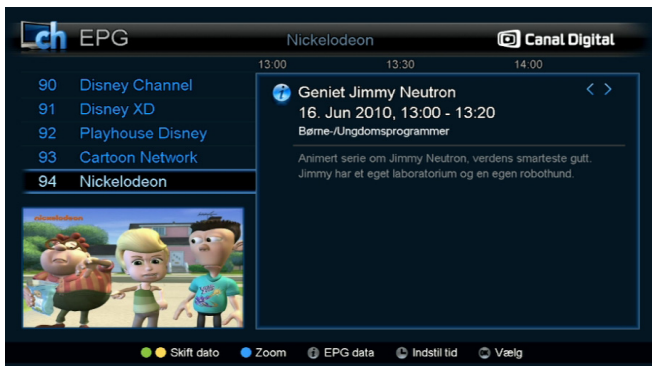 ch EPG Nickelodeon Canal Digital
13:00 13:30 14:00
90 Disney Channel
91 Disney XD
92 Playhouse Disney
93 Cartoon Network
94 Nickelodeon
Geniet Jimmy Neutron < >
16. Jun 2010, 13:00 - 13:20
Børne-/Ungdomsprogrammer
Animert serie om Jimmy Neutron, verdens smarteste gutt.
Jimmy har et eget laboratorium og en egen robothund.
nickelodeon
Skift dato Zoom EPG data Indstil tid Vælg